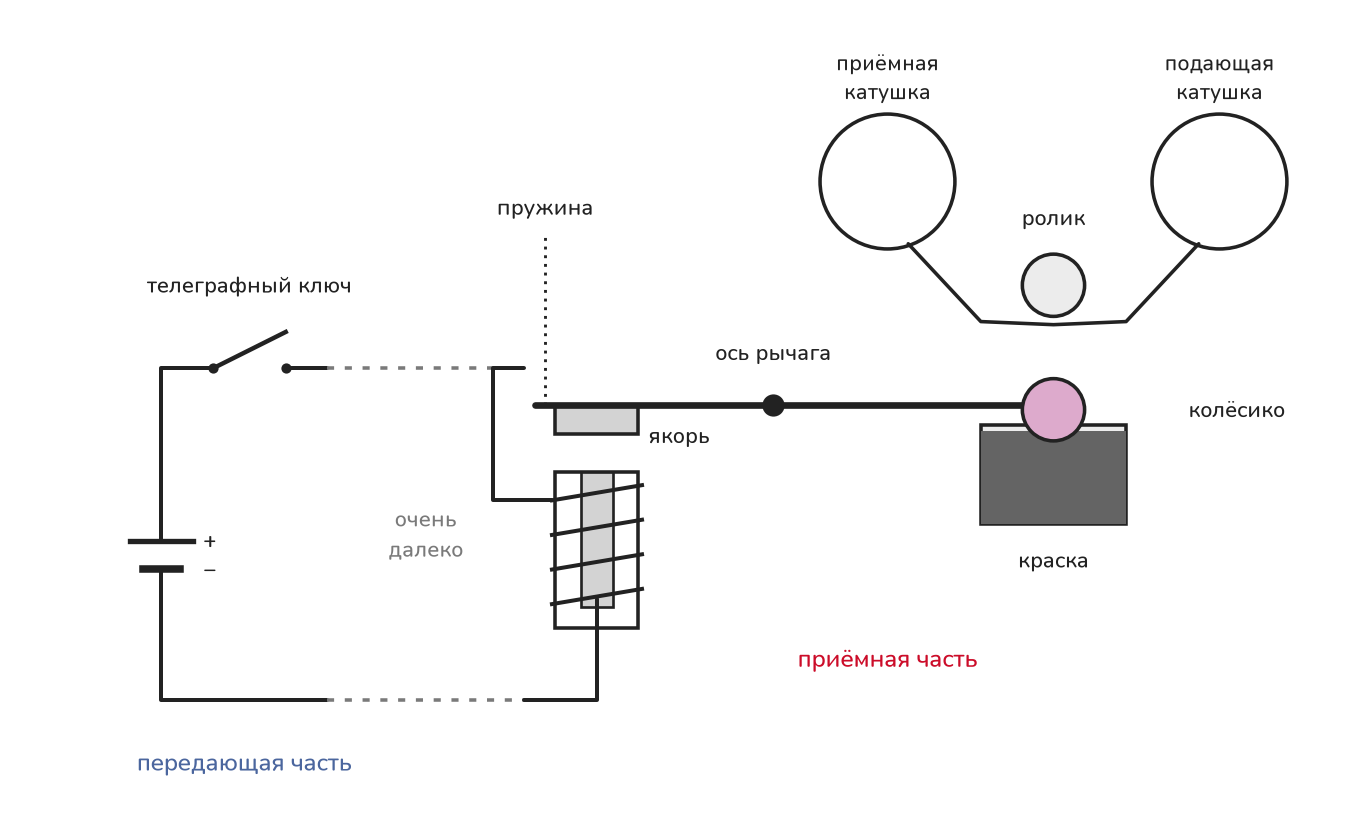 приёмная
катушка
подающая
катушка
пружина
ролик
телеграфный ключ
ось рычага
якорь
колёсико
очень
далеко
+
−
краска
приёмная часть
передающая часть